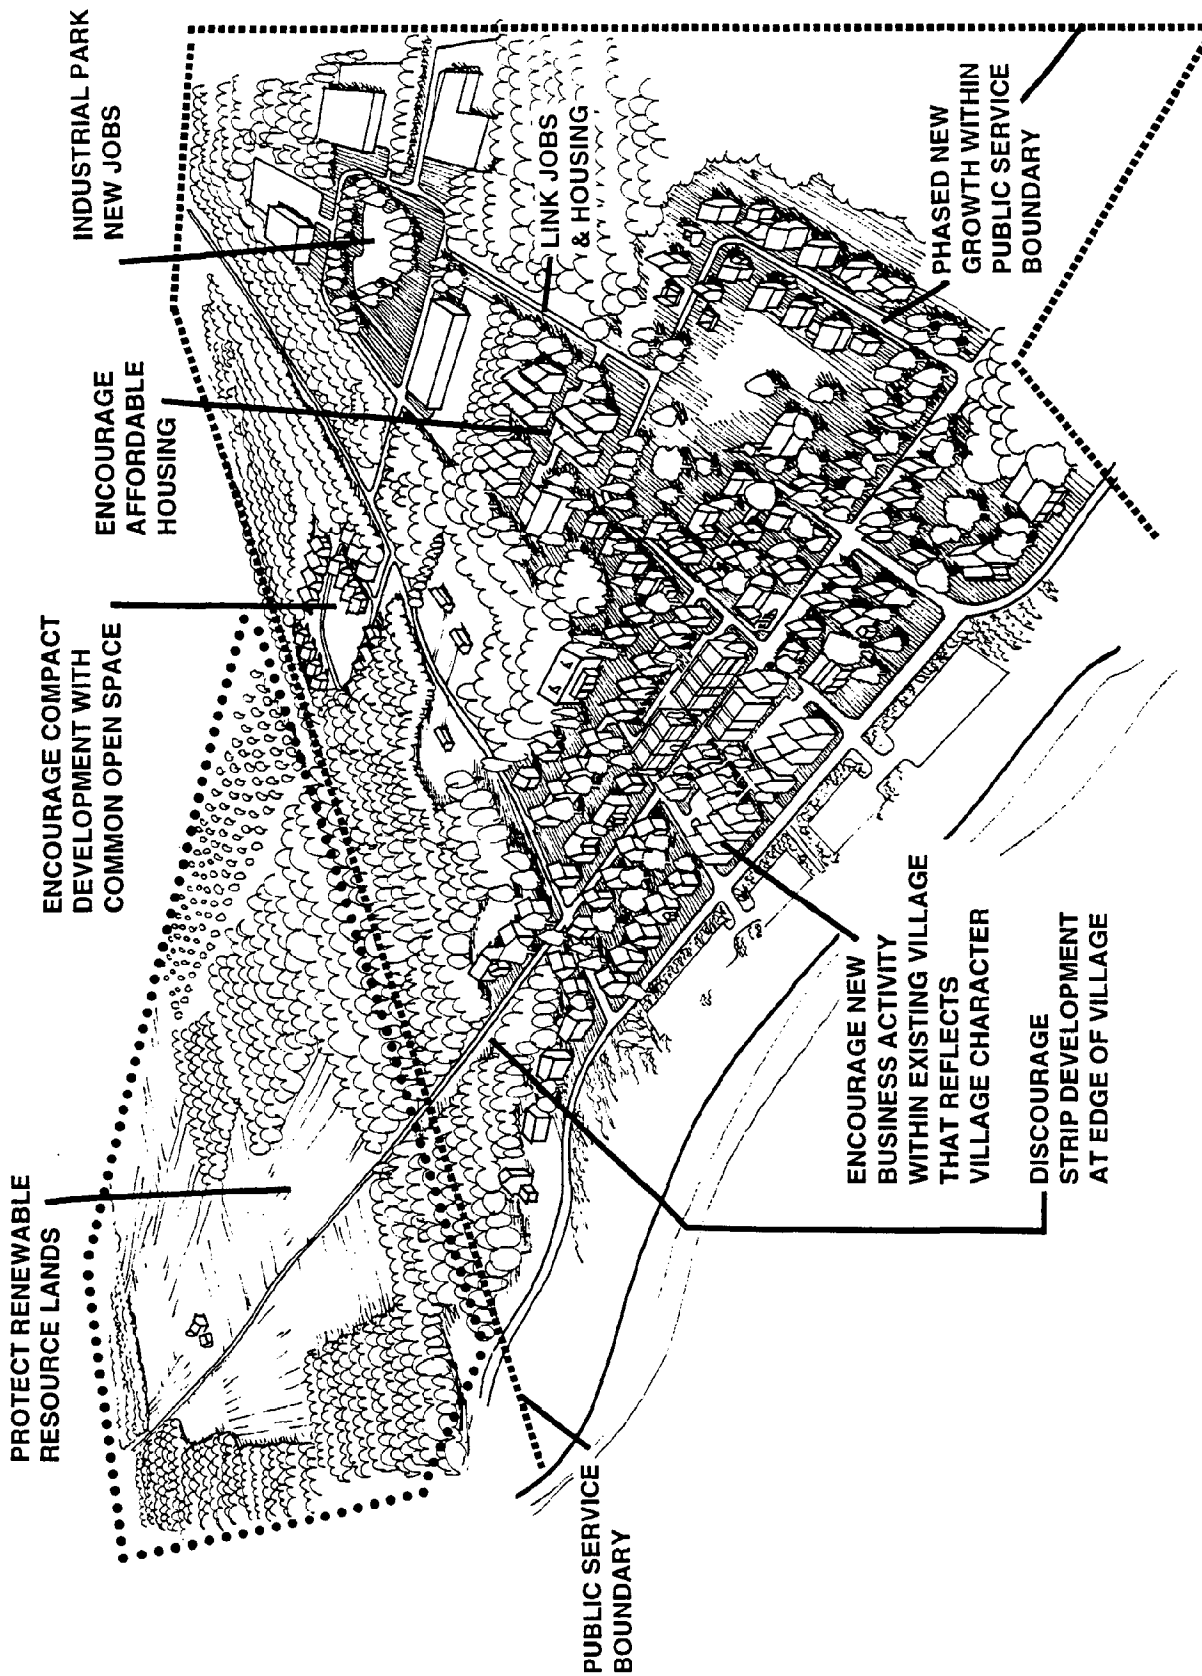 PROTECT RENEWABLE
RESOURCE LANDS
ENCOURAGE COMPACT
DEVELOPMENT WITH
COMMON OPEN SPACE
ENCOURAGE
AFFORDABLE
HOUSING
INDUSTRIAL PARK
NEW JOBS
LINK JOBS
& HOUSING
PUBLIC SERVICE
BOUNDARY
ENCOURAGE NEW
BUSINESS ACTIVITY
WITHIN EXISTING VILLAGE
THAT REFLECTS
VILLAGE CHARACTER
DISCOURAGE
STRIP DEVELOPMENT
AT EDGE OF VILLAGE
PHASED NEW
GROWTH WITHIN
PUBLIC SERVICE
BOUNDARY